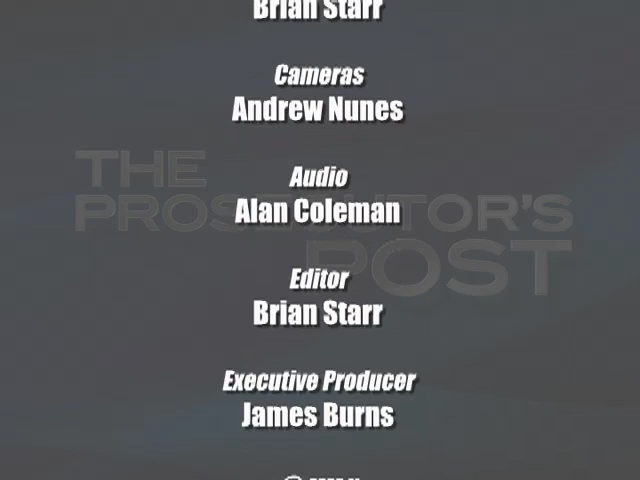 Brian Starr
Cameras
Andrew Nunes
Audio
Alan Coleman
THE
PROSECUTOR'S
POST
Editor
Brian Starr
Executive Producer
James Burns